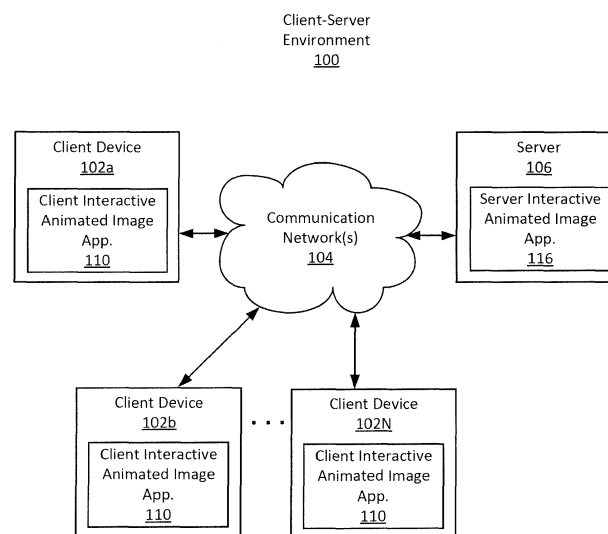 Client-Server
Environment
100
Client Device
102a
Client Interactive
Animated Image
App.
110
Communication
Network(s)
104
Server
106
Server Interactive
Animated Image
App.
116
Client Device
102b
Client Interactive
Animated Image
App.
110
. . .
Client Device
102N
Client Interactive
Animated Image
App.
110